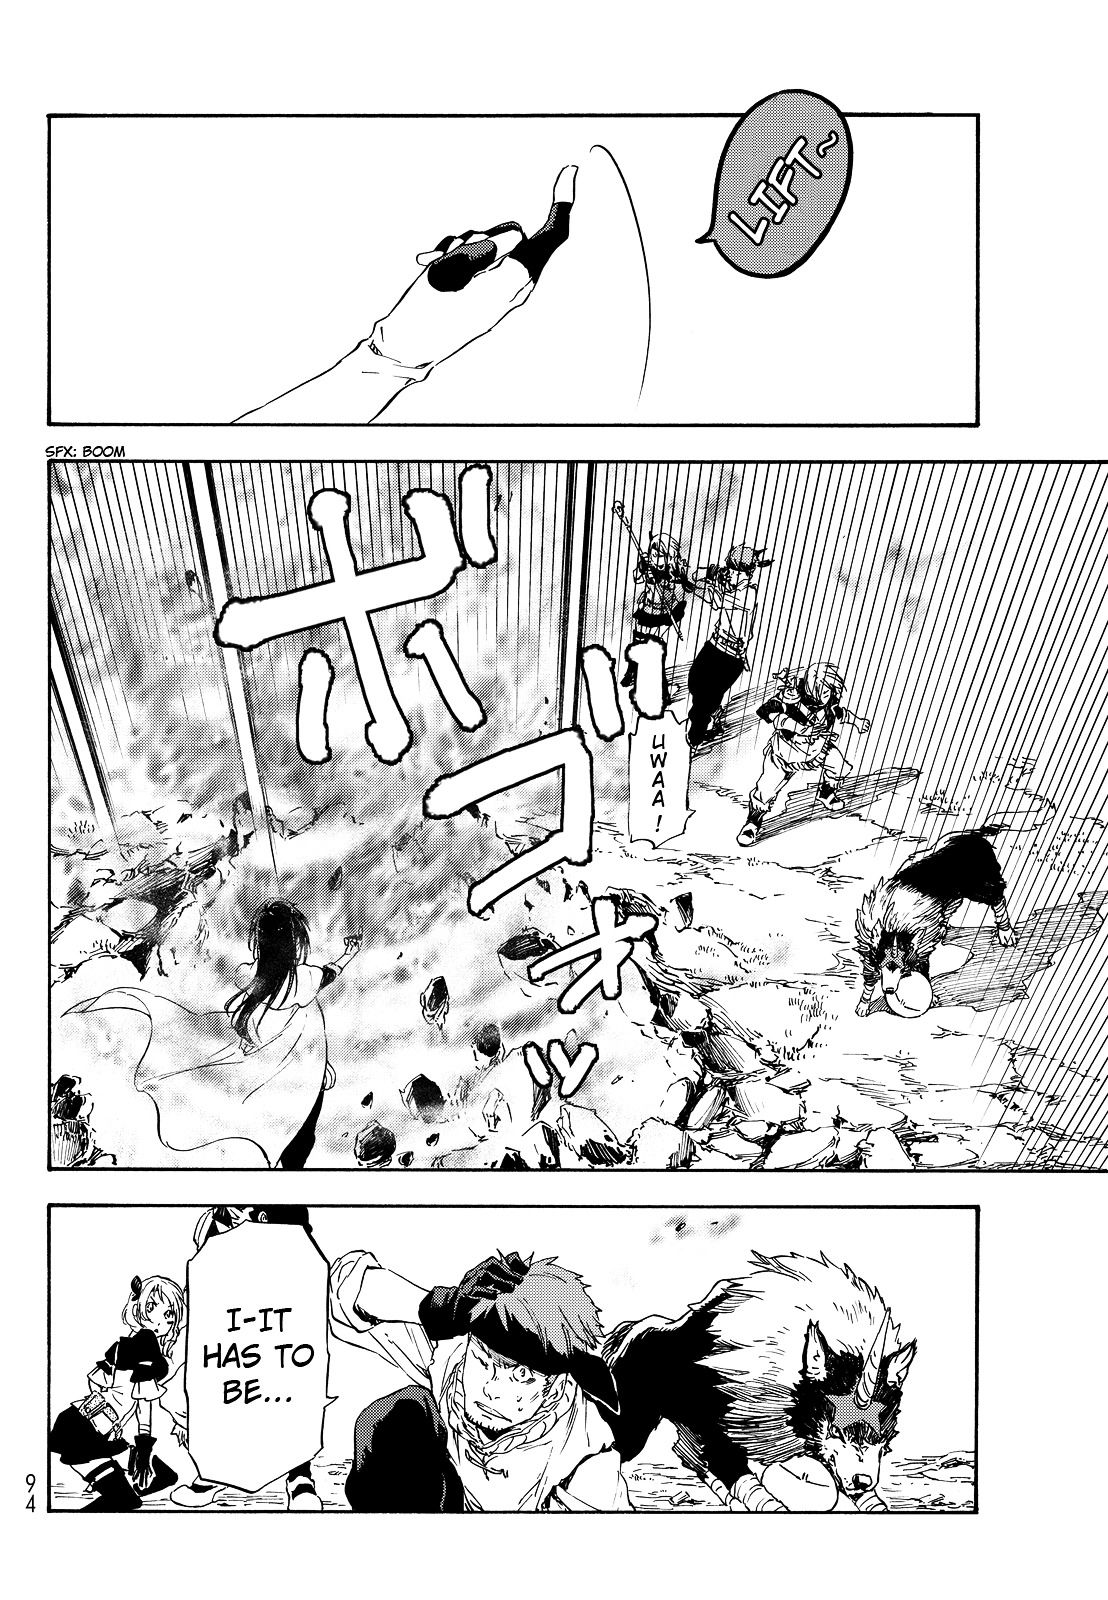 LIFT~
SFX: BOOM
ボゴォッ
UWAA!
I-IT
HAS TO
BE...
94